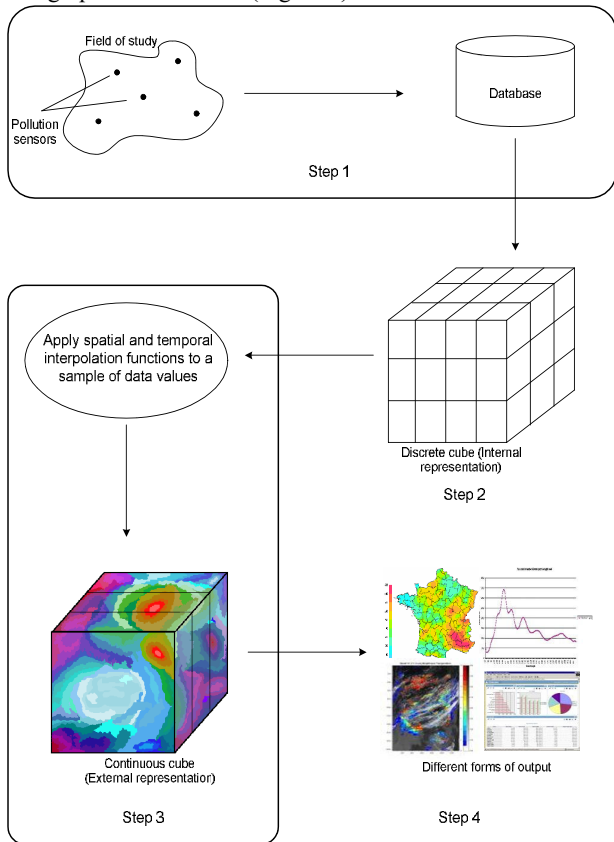 Field of study
Pollution
sensors
Database
Step 1
Apply spatial and temporal
interpolation functions to a
sample of data values
Discrete cube (Internal
representation)
Step 2
Continuous cube
(External representation)
Step 3
Different forms of output
Step 4